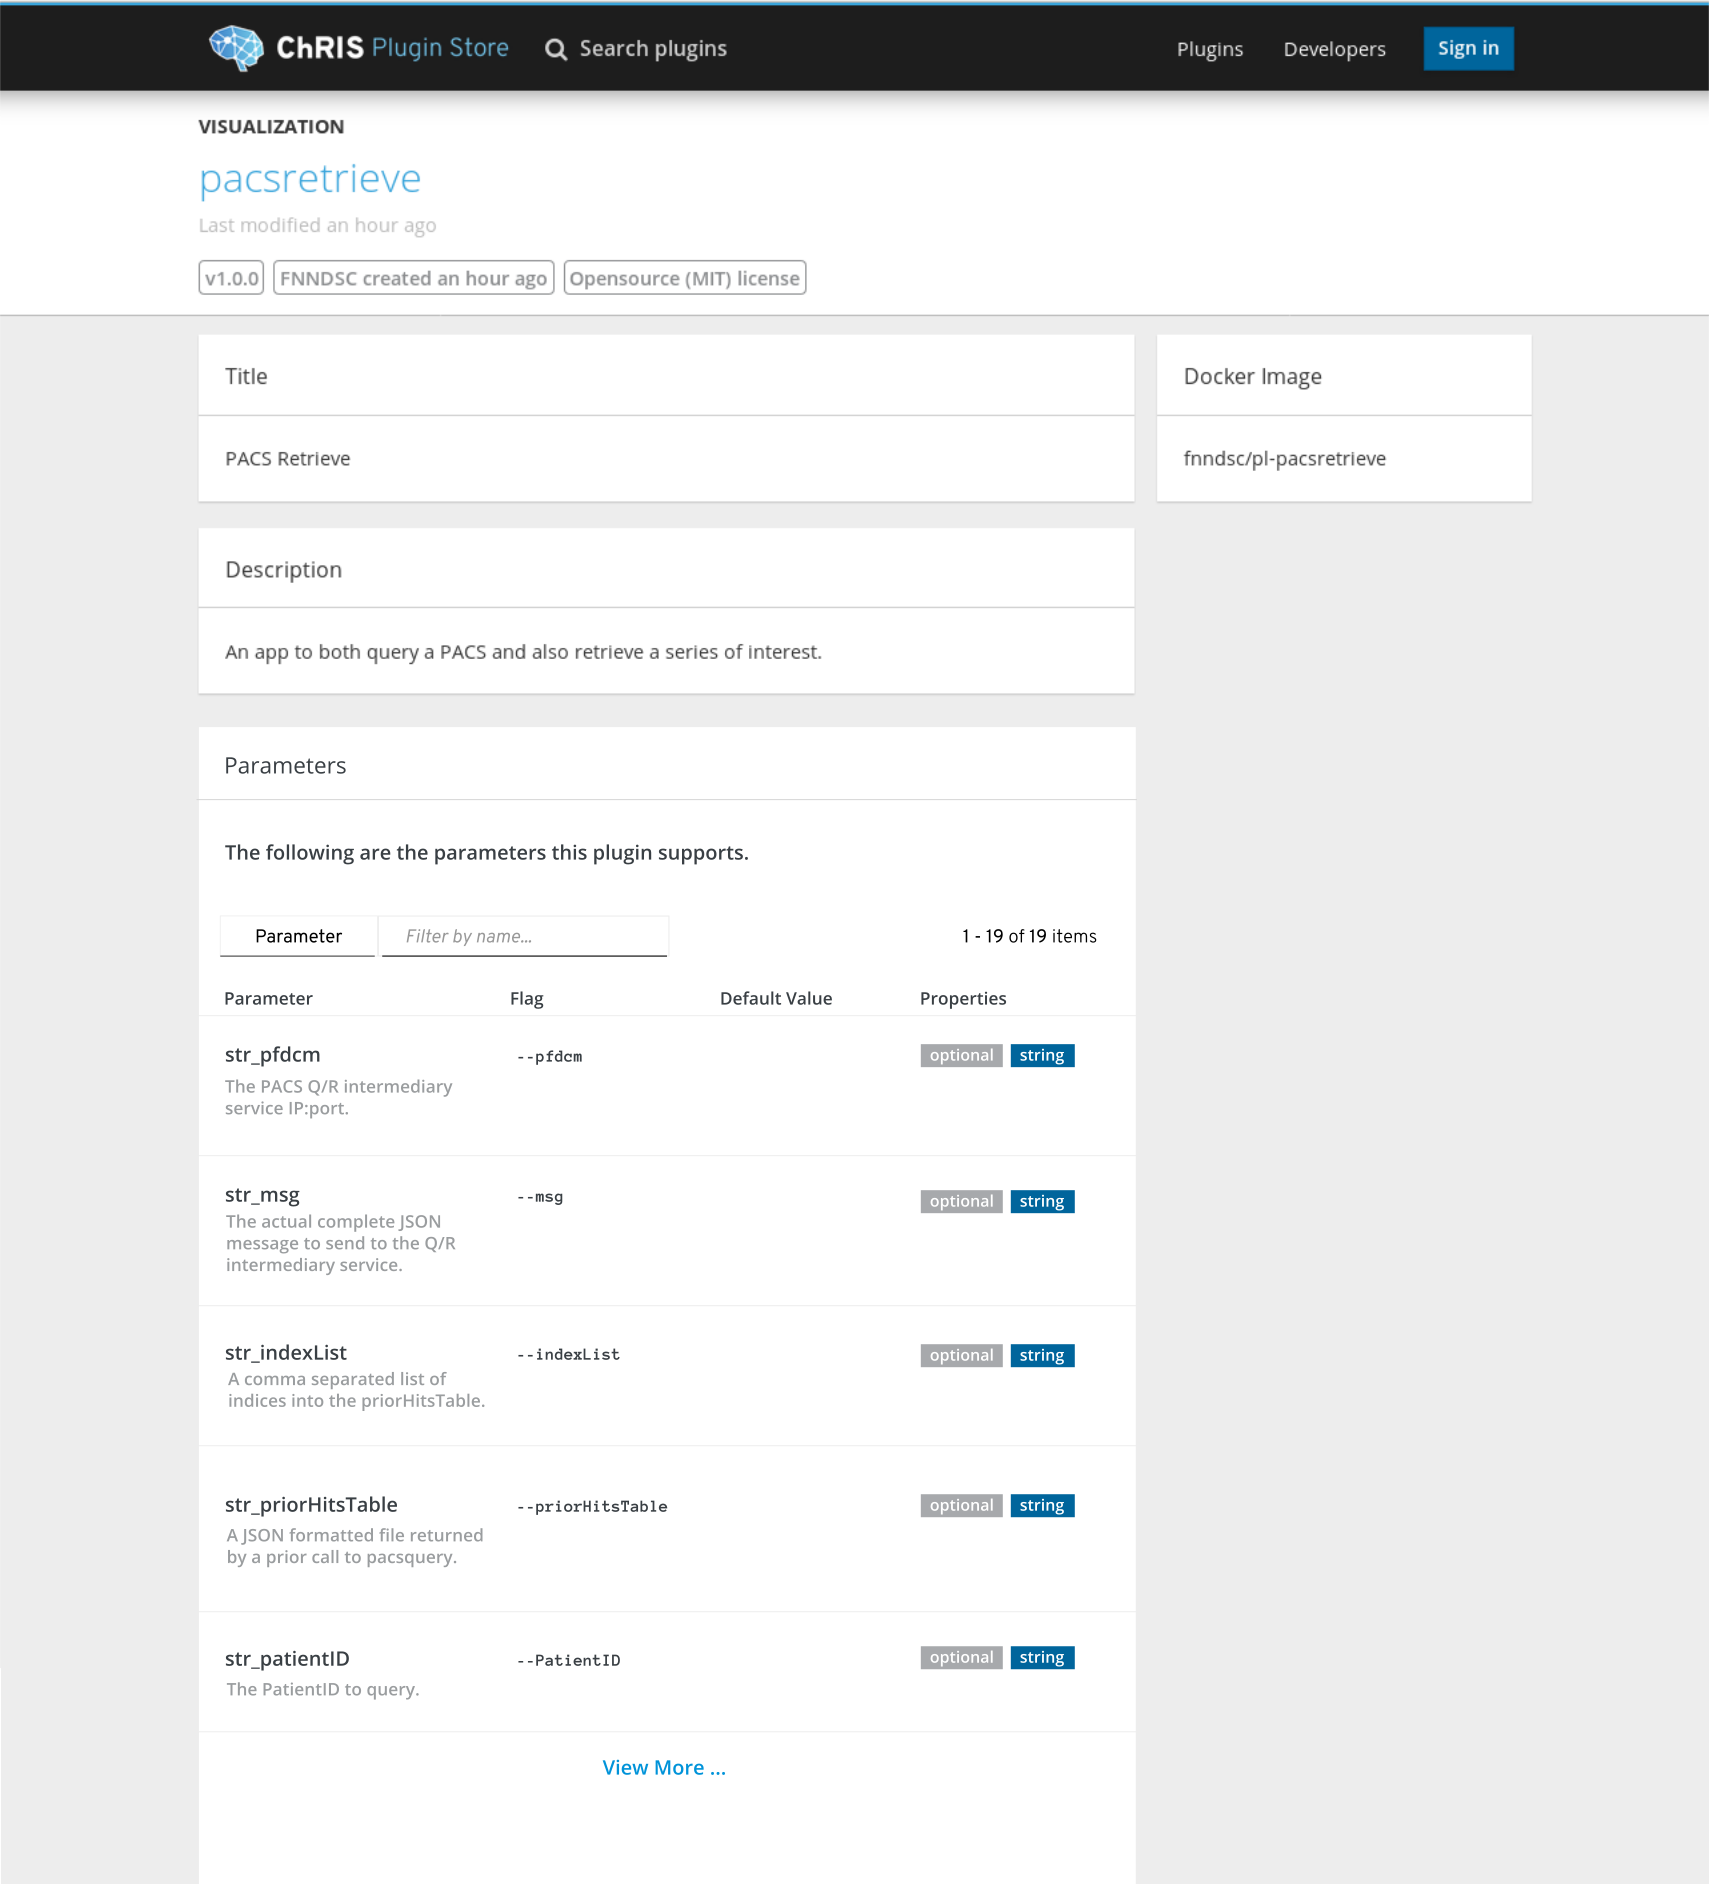 ChRIS Plugin Store Search plugins Plugins Developers Sign in
VISUALIZATION
pacsretrieve
Last modified an hour ago
v1.0.0 FNNDSC created an hour ago Opensource (MIT) license
Title
PACS Retrieve
Docker Image
fnndsc/pl-pacsretrieve
Description
An app to both query a PACS and also retrieve a series of interest.
Parameters
The following are the parameters this plugin supports.
Parameter Filter by name... 1 - 19 of 19 items
Parameter Flag Default Value Properties
str_pfdcm --pfdcm optional string
The PACS Q/R intermediary
service IP:port.
str_msg --msg optional string
The actual complete JSON
message to send to the Q/R
intermediary service.
str_indexList --indexList optional string
A comma separated list of
indices into the priorHitsTable.
str_priorHitsTable --priorHitsTable optional string
A JSON formatted file returned
by a prior call to pacsquery.
str_patientID --PatientID optional string
The PatientID to query.
View More ...